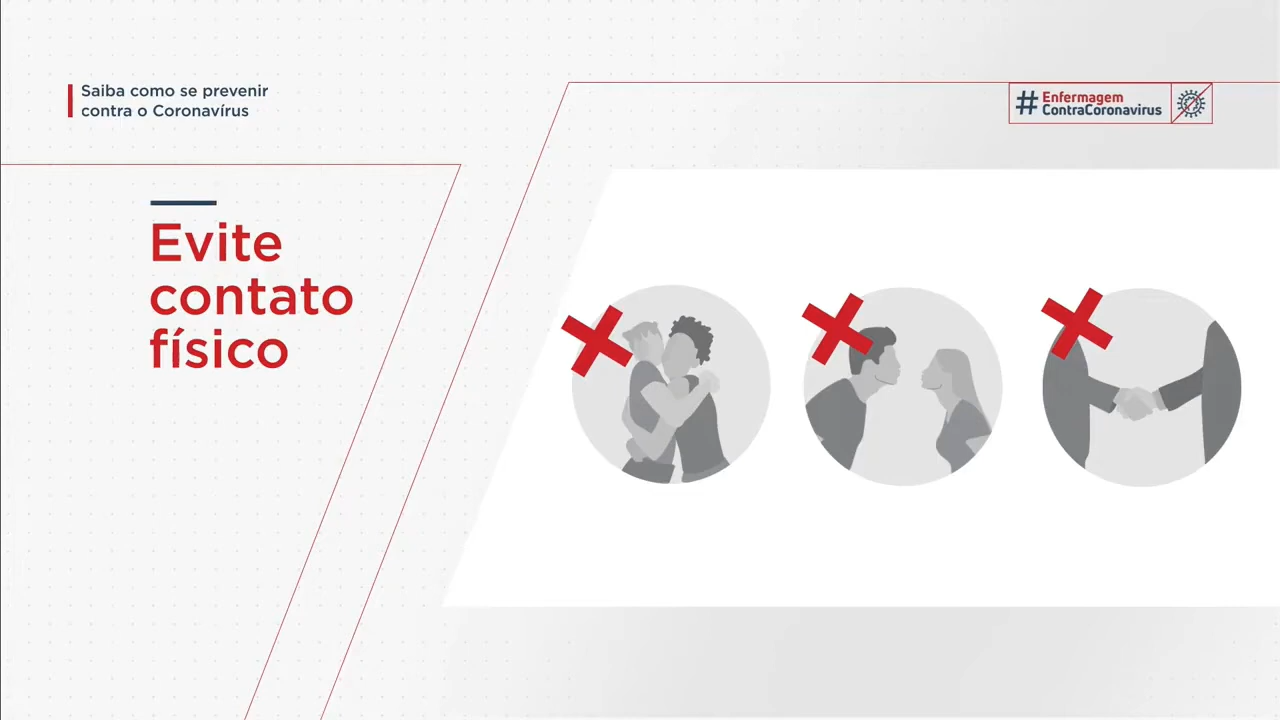 Saiba como se prevenir
contra o Coronavírus
#Enfermagem
ContraCoronavirus
Evite
contato
físico